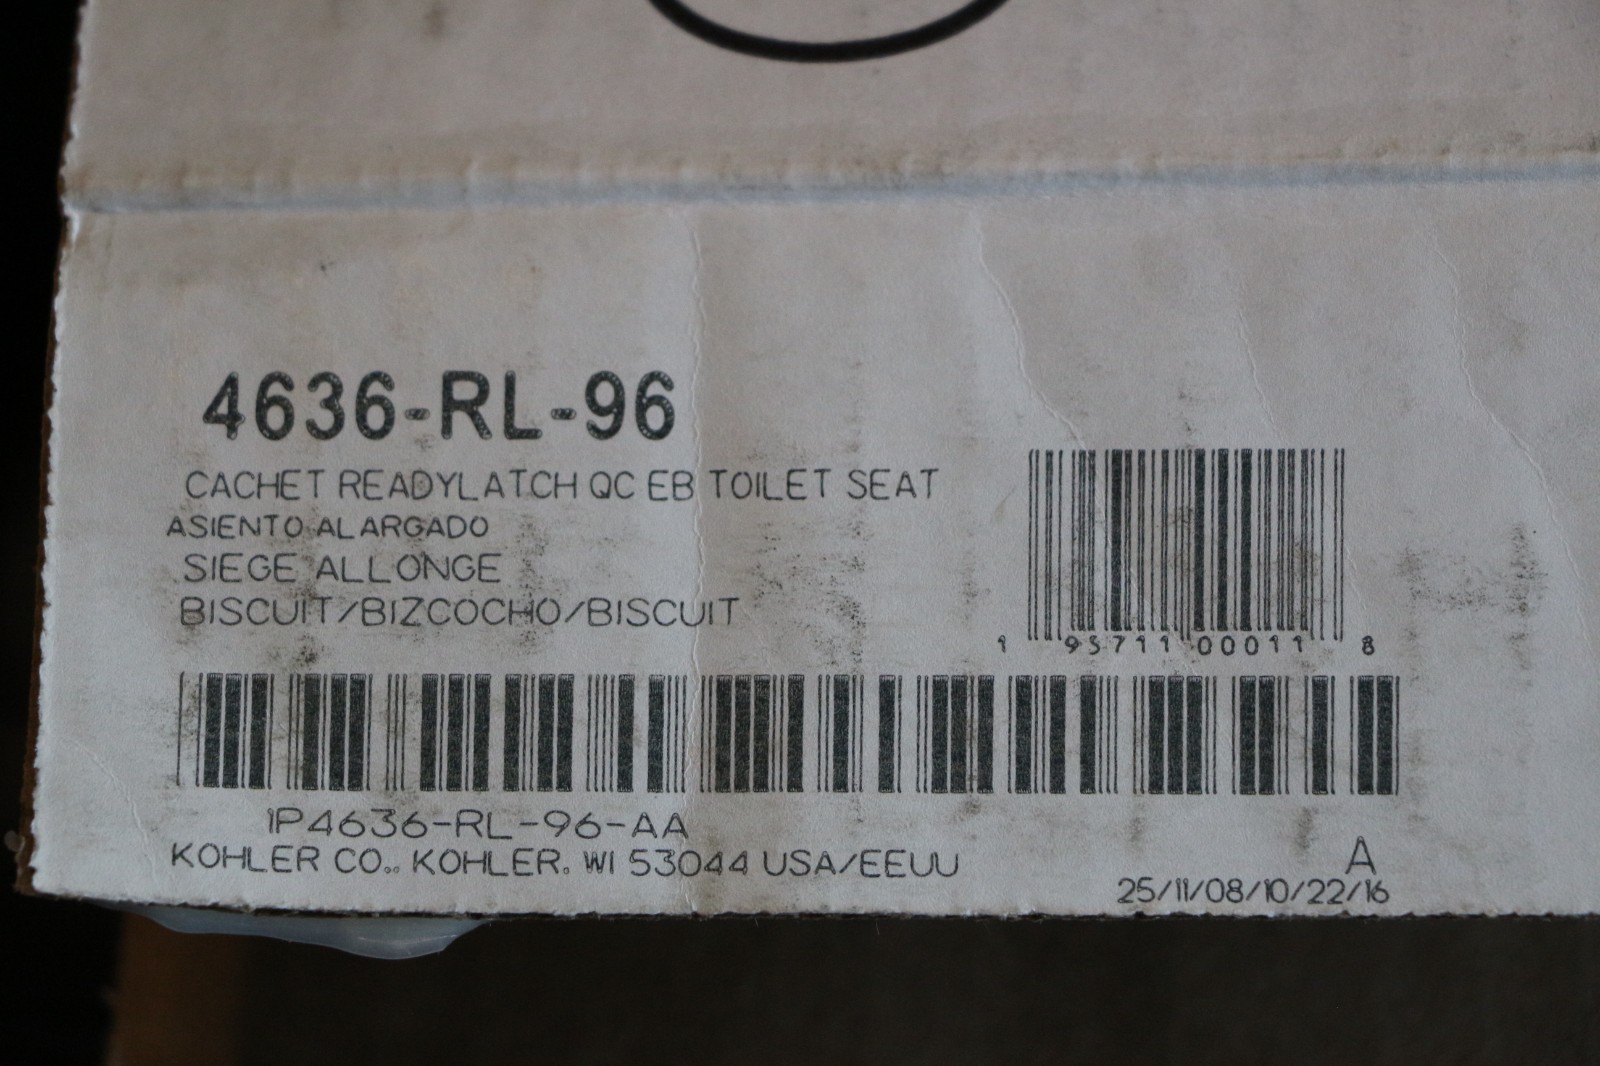 4636-RL-96
CACHET READYLATCH QC EB TOILET SEAT
ASIENTO ALARGADO
SIEGE ALLONGE
BISCUIT/BIZCOCHO/BISCUIT
1 95711 00011 8
1P4636-RL-96-AA
KOHLER CO., KOHLER, WI 53044 USA/EEUU
A
25/11/08/10/22/16